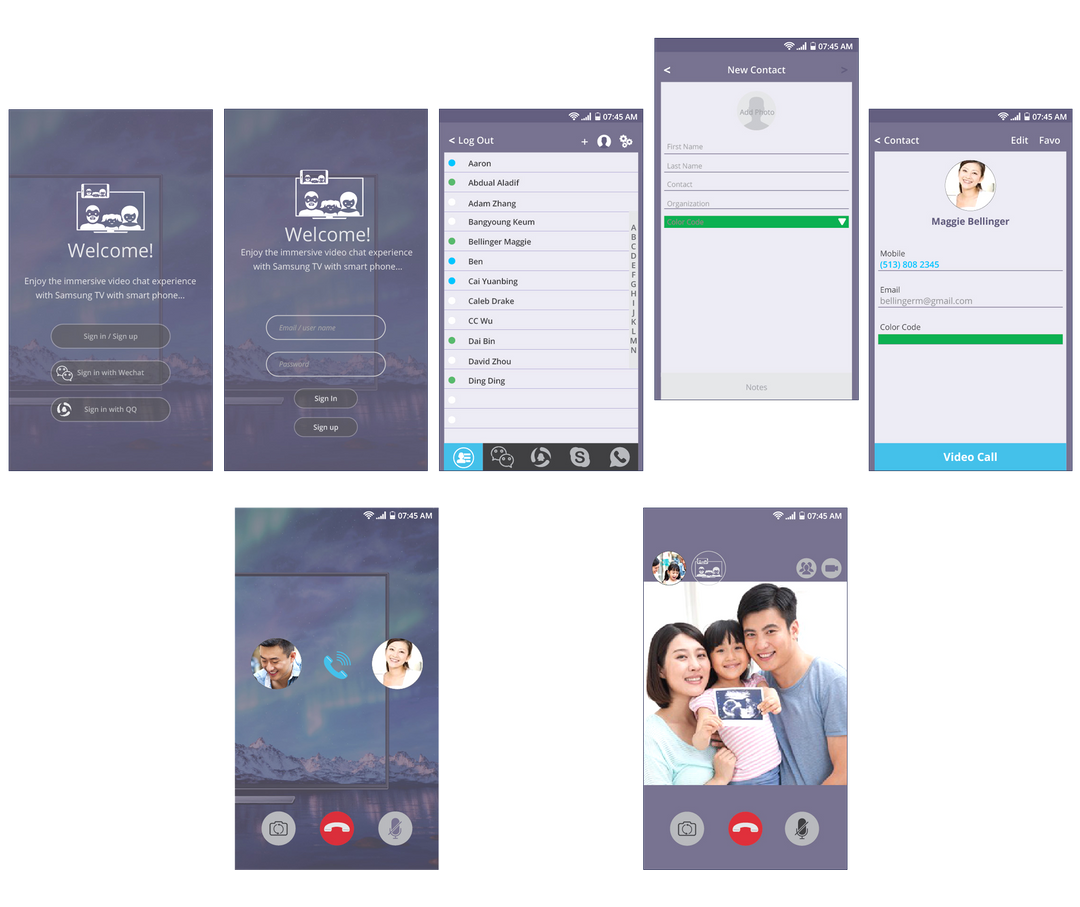 Welcome!
Enjoy the immersive video chat experience
with Samsung TV with smart phone...
Sign in / Sign up
Sign in with Wechat
Sign in with QQ
Welcome!
Enjoy the immersive video chat experience
with Samsung TV with smart phone...
Email / user name
Password
Sign In
Sign up
07:45 AM
< Log Out +
Aaron
Abdual Aladif
Adam Zhang
Bangyoung Keum
Bellinger Maggie
Ben
Cai Yuanbing
Caleb Drake
CC Wu
Dai Bin
David Zhou
Ding Ding
A
B
C
D
E
F
G
H
I
J
K
L
M
N
S
07:45 AM
< New Contact >
Add Photo
First Name
Last Name
Contact
Organization
Color Code
Notes
07:45 AM
< Contact Edit Favo
Maggie Bellinger
Mobile
(513) 808 2345
Email
bellingerm@gmail.com
Color Code
Video Call
07:45 AM
07:45 AM